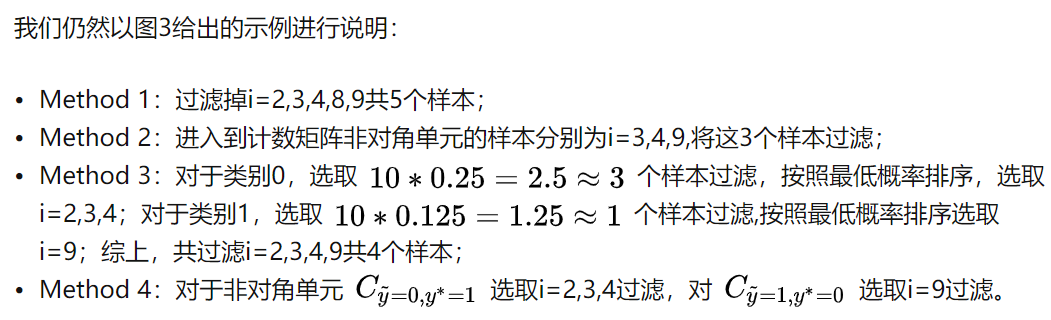 我们仍然以图3给出的示例进行说明：
• Method 1：过滤掉i=2,3,4,8,9共5个样本；
• Method 2：进入到计数矩阵非对角单元的样本分别为i=3,4,9,将这3个样本过滤；
• Method 3：对于类别0，选取 10 ∗ 0.25 = 2.5 ≈ 3 个样本过滤，按照最低概率排序，选取
i=2,3,4；对于类别1，选取 10 ∗ 0.125 = 1.25 ≈ 1 个样本过滤,按照最低概率排序选取
i=9；综上，共过滤i=2,3,4,9共4个样本；
• Method 4：对于非对角单元 $C_{\tilde{y}=0,y^*=1}$ 选取i=2,3,4过滤，对 $C_{\tilde{y}=1,y^*=0}$ 选取i=9过滤。